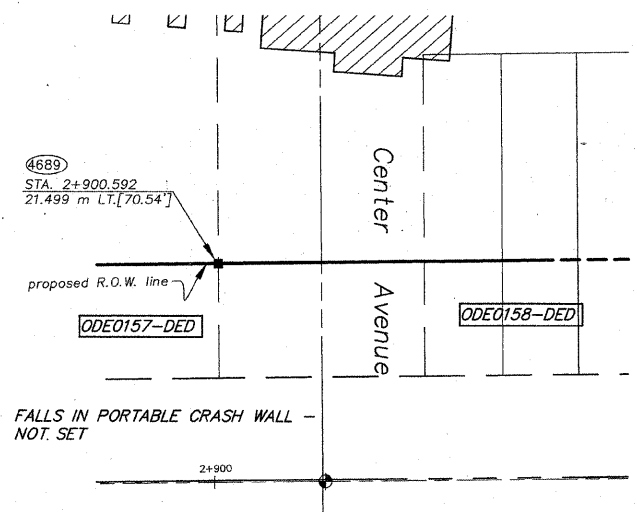 Center Avenue
4689
STA. 2+900.592
21.499 m LT.[70.54']
proposed R.O.W. line
ODE0157-DED
ODE0158-DED
FALLS IN PORTABLE CRASH WALL -
NOT. SET
2+900